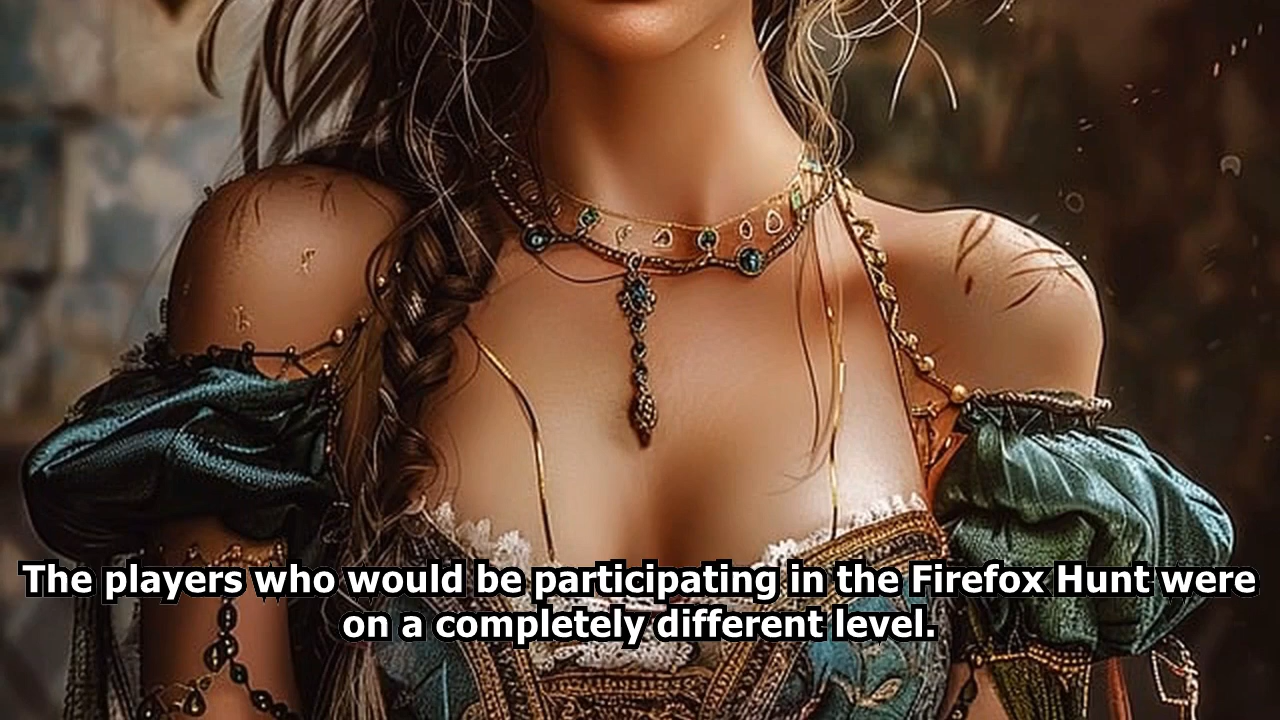 The players who would be participating in the Firefox Hunt were
on a completely different level.